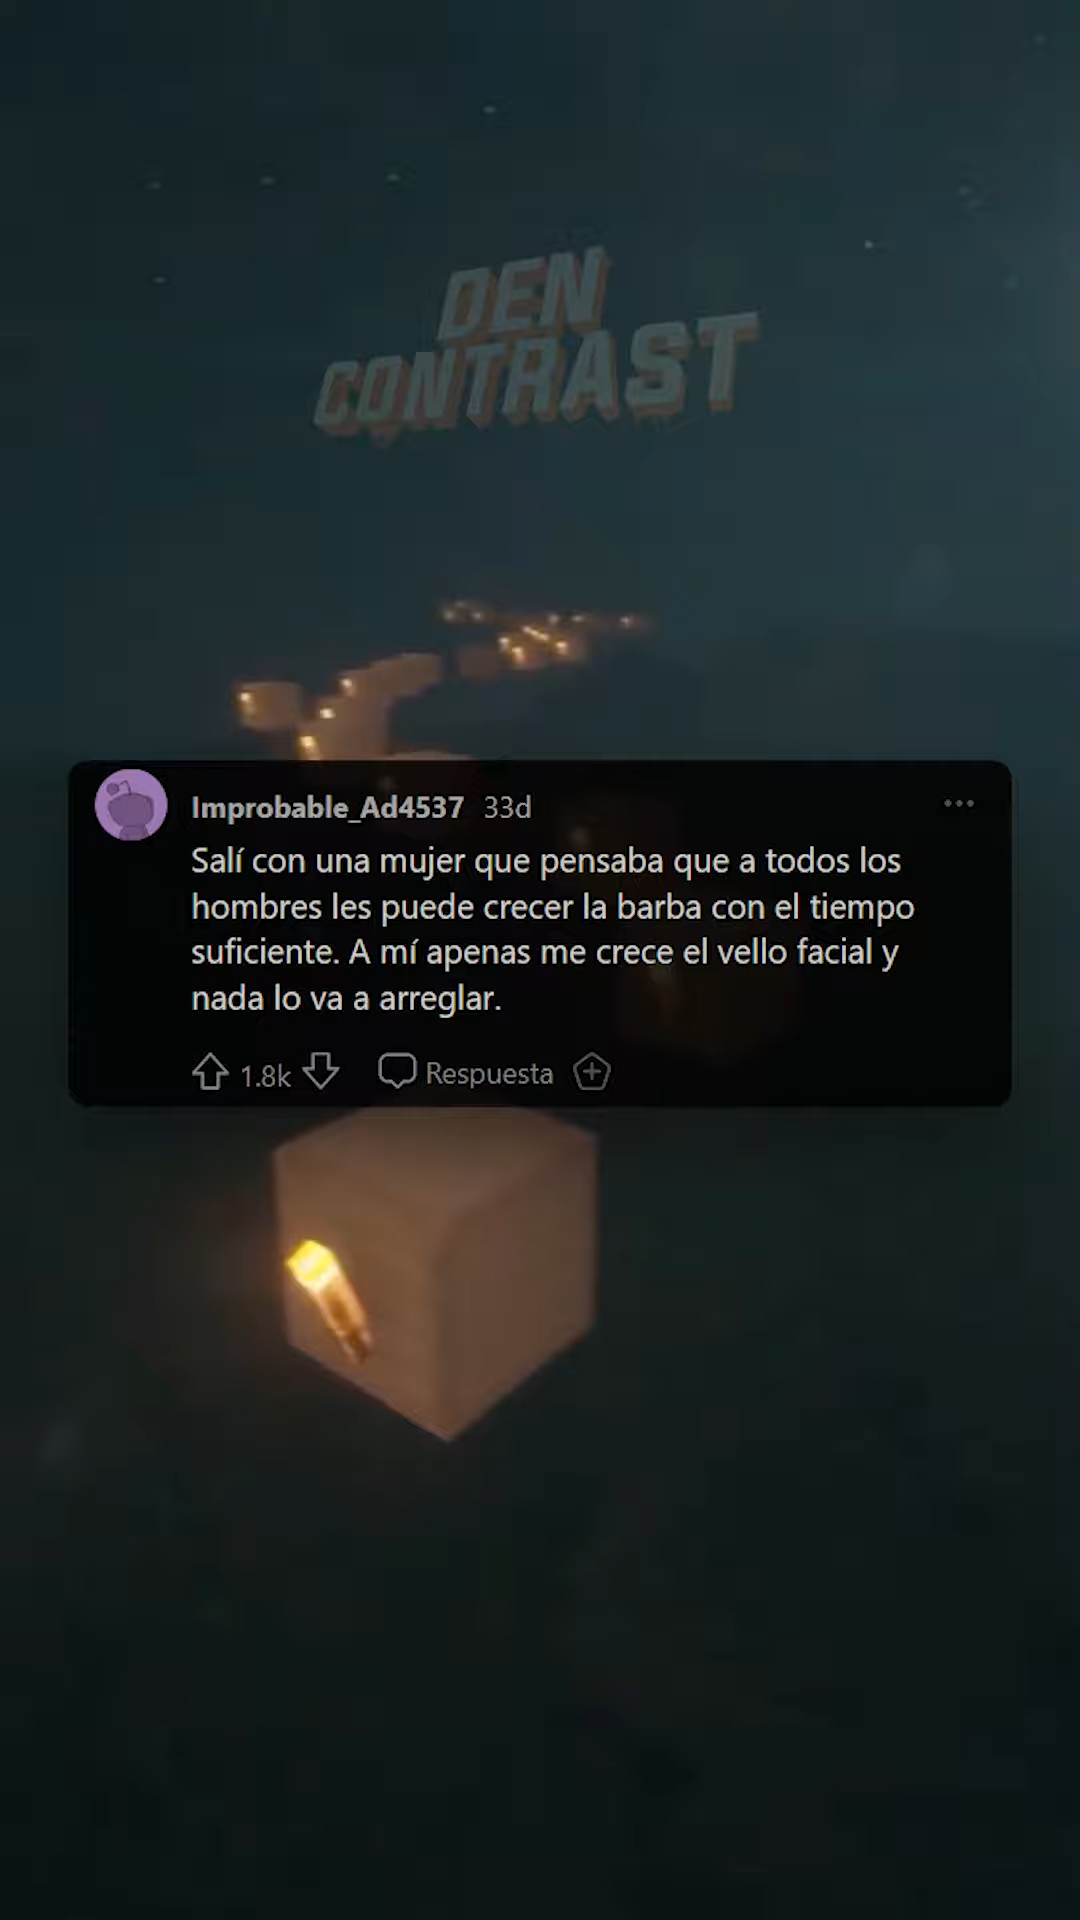 DEN
CONTRAST
Improbable_Ad4537 33d
Salí con una mujer que pensaba que a todos los
hombres les puede crecer la barba con el tiempo
suficiente. A mí apenas me crece el vello facial y
nada lo va a arreglar.
1.8k Respuesta